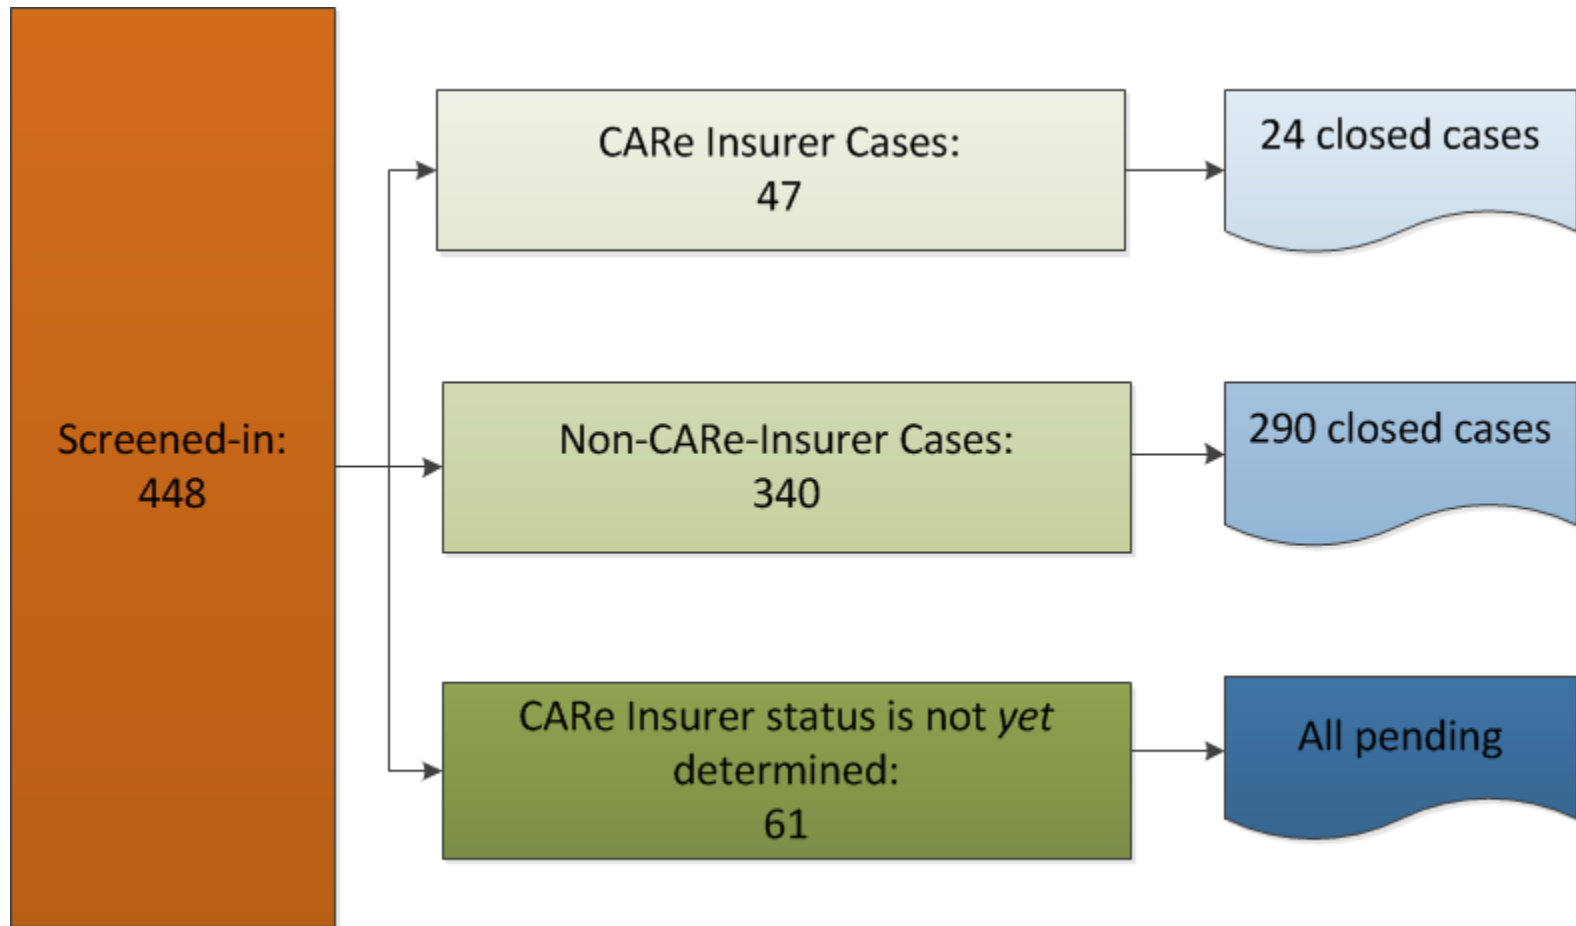 Screened-in:
448
CARe Insurer Cases:
47
24 closed cases
Non-CARe-Insurer Cases:
340
290 closed cases
CARe Insurer status is not yet
determined:
61
All pending